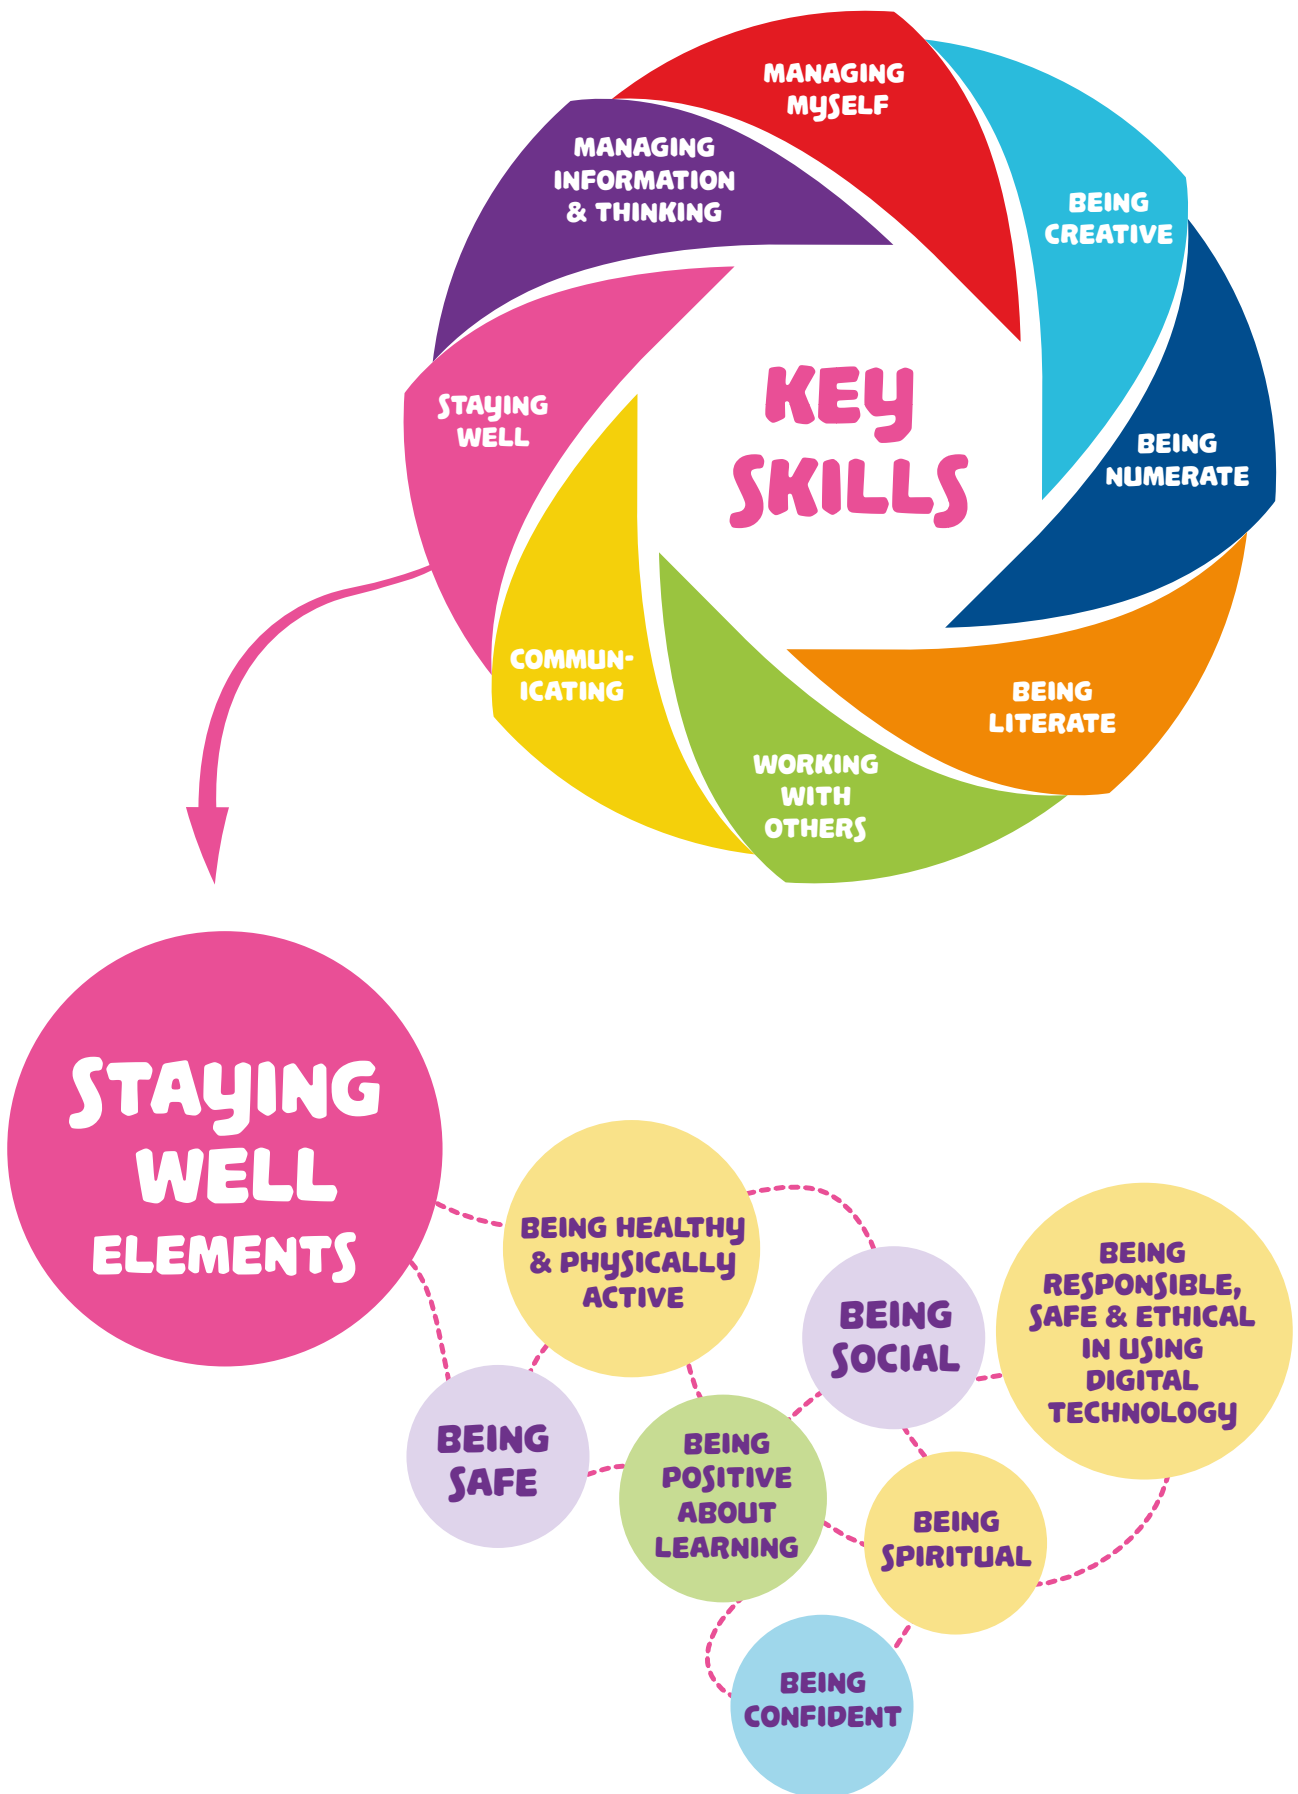 MANAGING
MYSELF
BEING
CREATIVE
BEING
NUMERATE
BEING
LITERATE
WORKING
WITH
OTHERS
COMMUN-
ICATING
STAYING
WELL
MANAGING
INFORMATION
& THINKING
KEY
SKILLS
STAYING
WELL
ELEMENTS
BEING HEALTHY
& PHYSICALLY
ACTIVE
BEING
SOCIAL
BEING
RESPONSIBLE,
SAFE & ETHICAL
IN USING
DIGITAL
TECHNOLOGY
BEING
SAFE
BEING
POSITIVE
ABOUT
LEARNING
BEING
SPIRITUAL
BEING
CONFIDENT